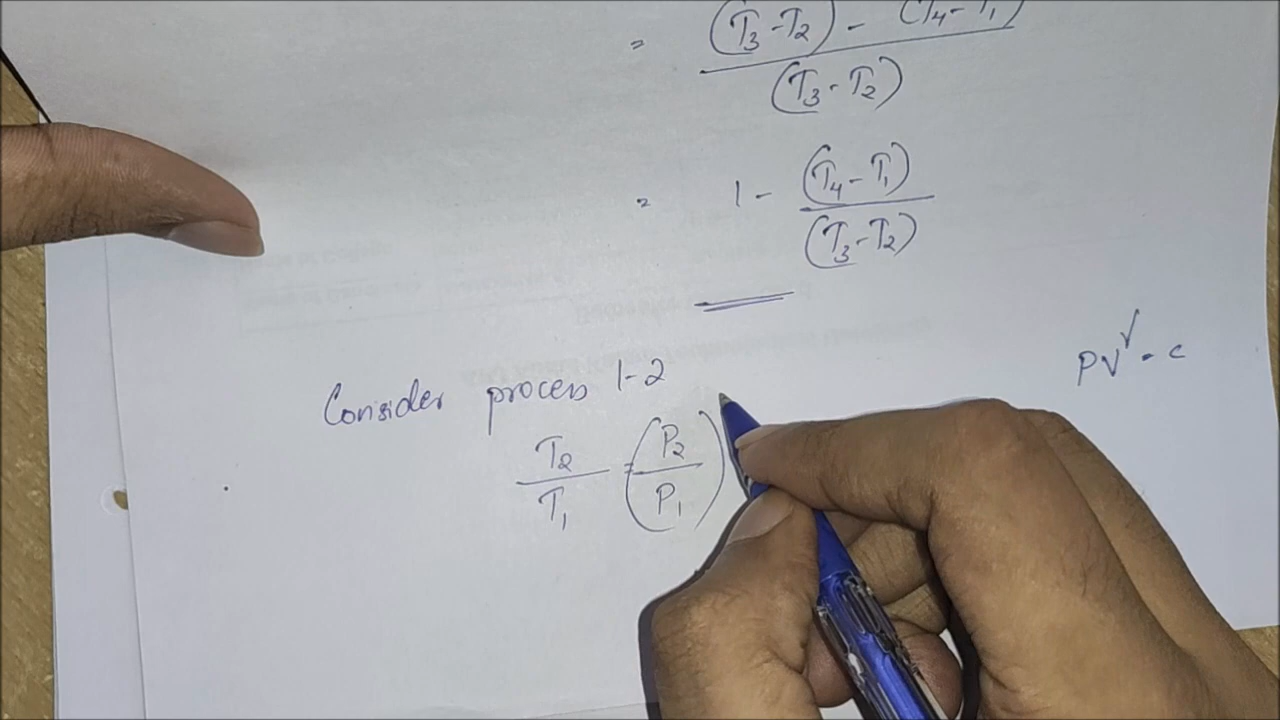 = (T₃-T₂) - (T₄-T₁) / (T₃-T₂)
= 1 - (T₄-T₁) / (T₃-T₂)
PV^γ = c
Consider process 1-2
T₂/T₁ = (P₂/P₁)